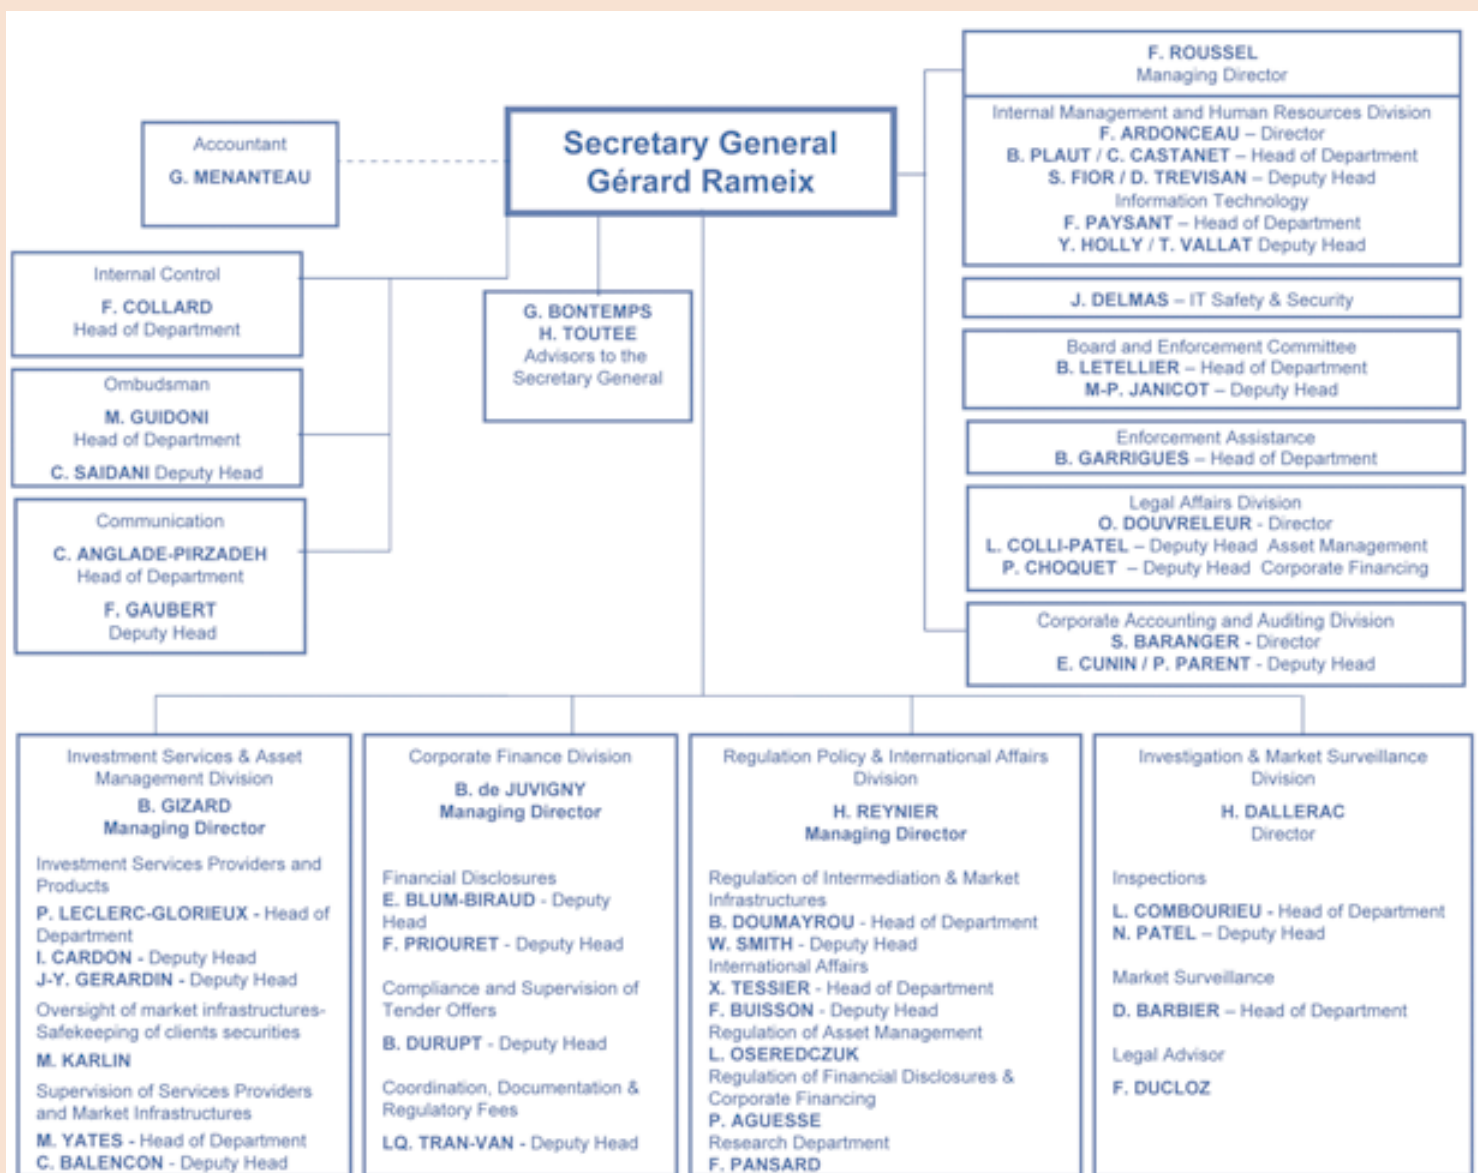 Secretary General
Gérard Rameix
Accountant
G. MENANTEAU
Internal Control
F. COLLARD
Head of Department
Ombudsman
M. GUIDONI
Head of Department
C. SAIDANI Deputy Head
Communication
C. ANGLADE-PIRZADEH
Head of Department
F. GAUBERT
Deputy Head
G. BONTEMPS
H. TOUTEE
Advisors to the
Secretary General
F. ROUSSEL
Managing Director
Internal Management and Human Resources Division
F. ARDONCEAU – Director
B. PLAUT / C. CASTANET – Head of Department
S. FIOR / D. TREVISAN – Deputy Head
Information Technology
F. PAYSANT – Head of Department
Y. HOLLY / T. VALLAT Deputy Head
J. DELMAS – IT Safety & Security
Board and Enforcement Committee
B. LETELLIER – Head of Department
M-P. JANICOT – Deputy Head
Enforcement Assistance
B. GARRIGUES – Head of Department
Legal Affairs Division
O. DOUVRELEUR - Director
L. COLLI-PATEL – Deputy Head Asset Management
P. CHOQUET – Deputy Head Corporate Financing
Corporate Accounting and Auditing Division
S. BARANGER - Director
E. CUNIN / P. PARENT - Deputy Head
Investment Services & Asset
Management Division
B. GIZARD
Managing Director
Investment Services Providers and
Products
P. LECLERC-GLORIEUX - Head of
Department
I. CARDON - Deputy Head
J-Y. GERARDIN - Deputy Head
Oversight of market infrastructures-
Safekeeping of clients securities
M. KARLIN
Supervision of Services Providers
and Market Infrastructures
M. YATES - Head of Department
C. BALENCON - Deputy Head
Corporate Finance Division
B. de JUVIGNY
Managing Director
Financial Disclosures
E. BLUM-BIRAUD - Deputy
Head
F. PRIOURET - Deputy Head
Compliance and Supervision of
Tender Offers
B. DURUPT - Deputy Head
Coordination, Documentation &
Regulatory Fees
LQ. TRAN-VAN - Deputy Head
Regulation Policy & International Affairs
Division
H. REYNIER
Managing Director
Regulation of Intermediation & Market
Infrastructures
B. DOUMAYROU - Head of Department
W. SMITH - Deputy Head
International Affairs
X. TESSIER - Head of Department
F. BUISSON - Deputy Head
Regulation of Asset Management
L. OSEREDCZUK
Regulation of Financial Disclosures &
Corporate Financing
P. AGUESSE
Research Department
F. PANSARD
Investigation & Market Surveillance
Division
H. DALLERAC
Director
Inspections
L. COMBOURIEU - Head of Department
N. PATEL – Deputy Head
Market Surveillance
D. BARBIER – Head of Department
Legal Advisor
F. DUCLOZ